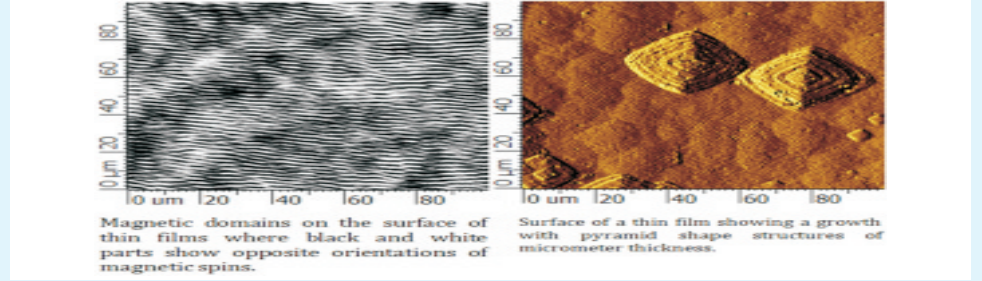 80
60
40
20
0 µm
0 um 20 40 60 80
80
60
40
20
0 µm
0 um 20 40 60 80
Magnetic domains on the surface of
thin films where black and white
parts show opposite orientations of
magnetic spins.
Surface of a thin film showing a growth
with pyramid shape structures of
micrometer thickness.